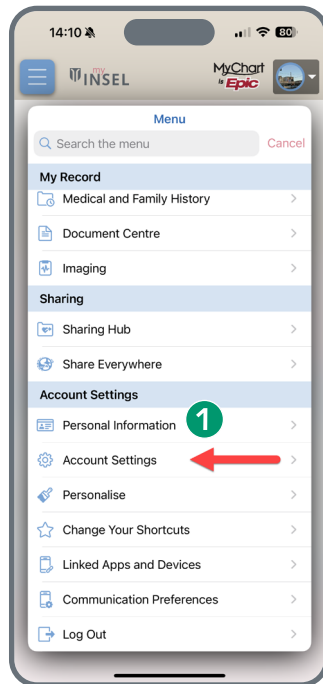 14:10
80
my
INSEL
MyChart
by Epic
Menu
Search the menu
Cancel
My Record
Medical and Family History
Document Centre
Imaging
Sharing
Sharing Hub
Share Everywhere
Account Settings
Personal Information
1
Account Settings
Personalise
Change Your Shortcuts
Linked Apps and Devices
Communication Preferences
Log Out